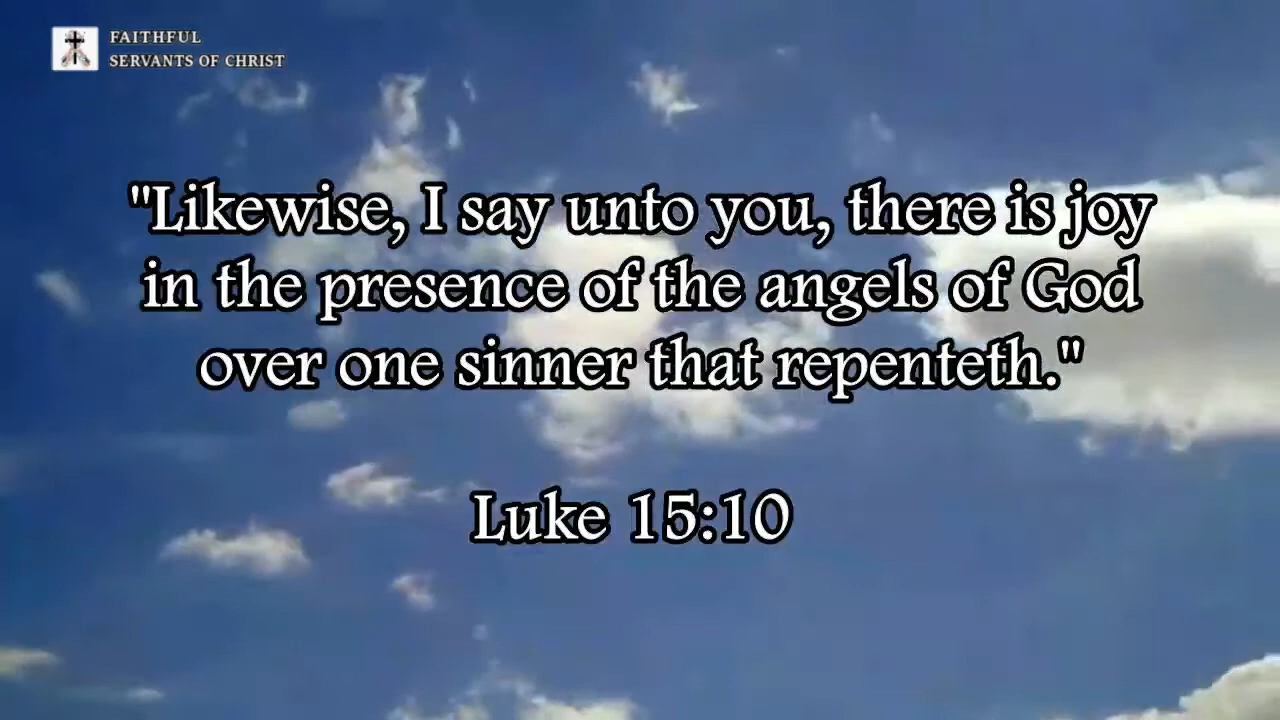 FAITHFUL
SERVANTS OF CHRIST
"Likewise, I say unto you, there is joy
in the presence of the angels of God
over one sinner that repenteth."
Luke 15:10